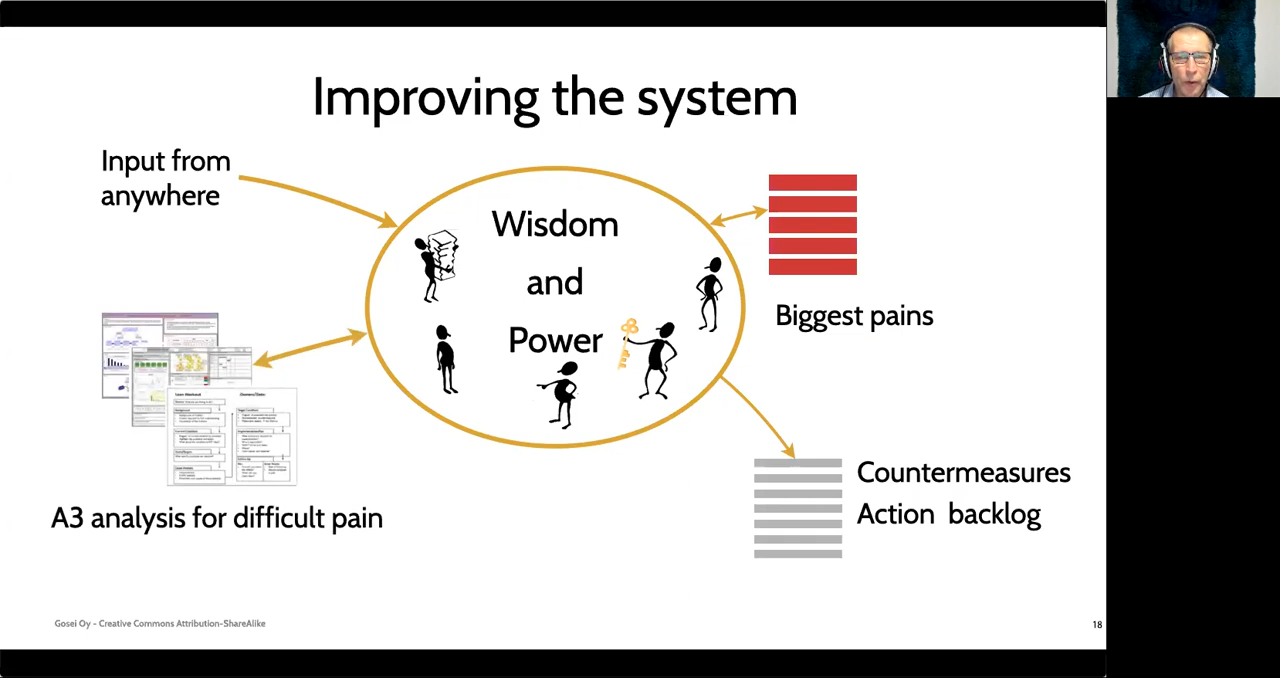 Improving the system
Input from
anywhere
Wisdom
and
Power
Biggest pains
Countermeasures
Action backlog
A3 analysis for difficult pain
Gosei Oy - Creative Commons Attribution-ShareAlike
18